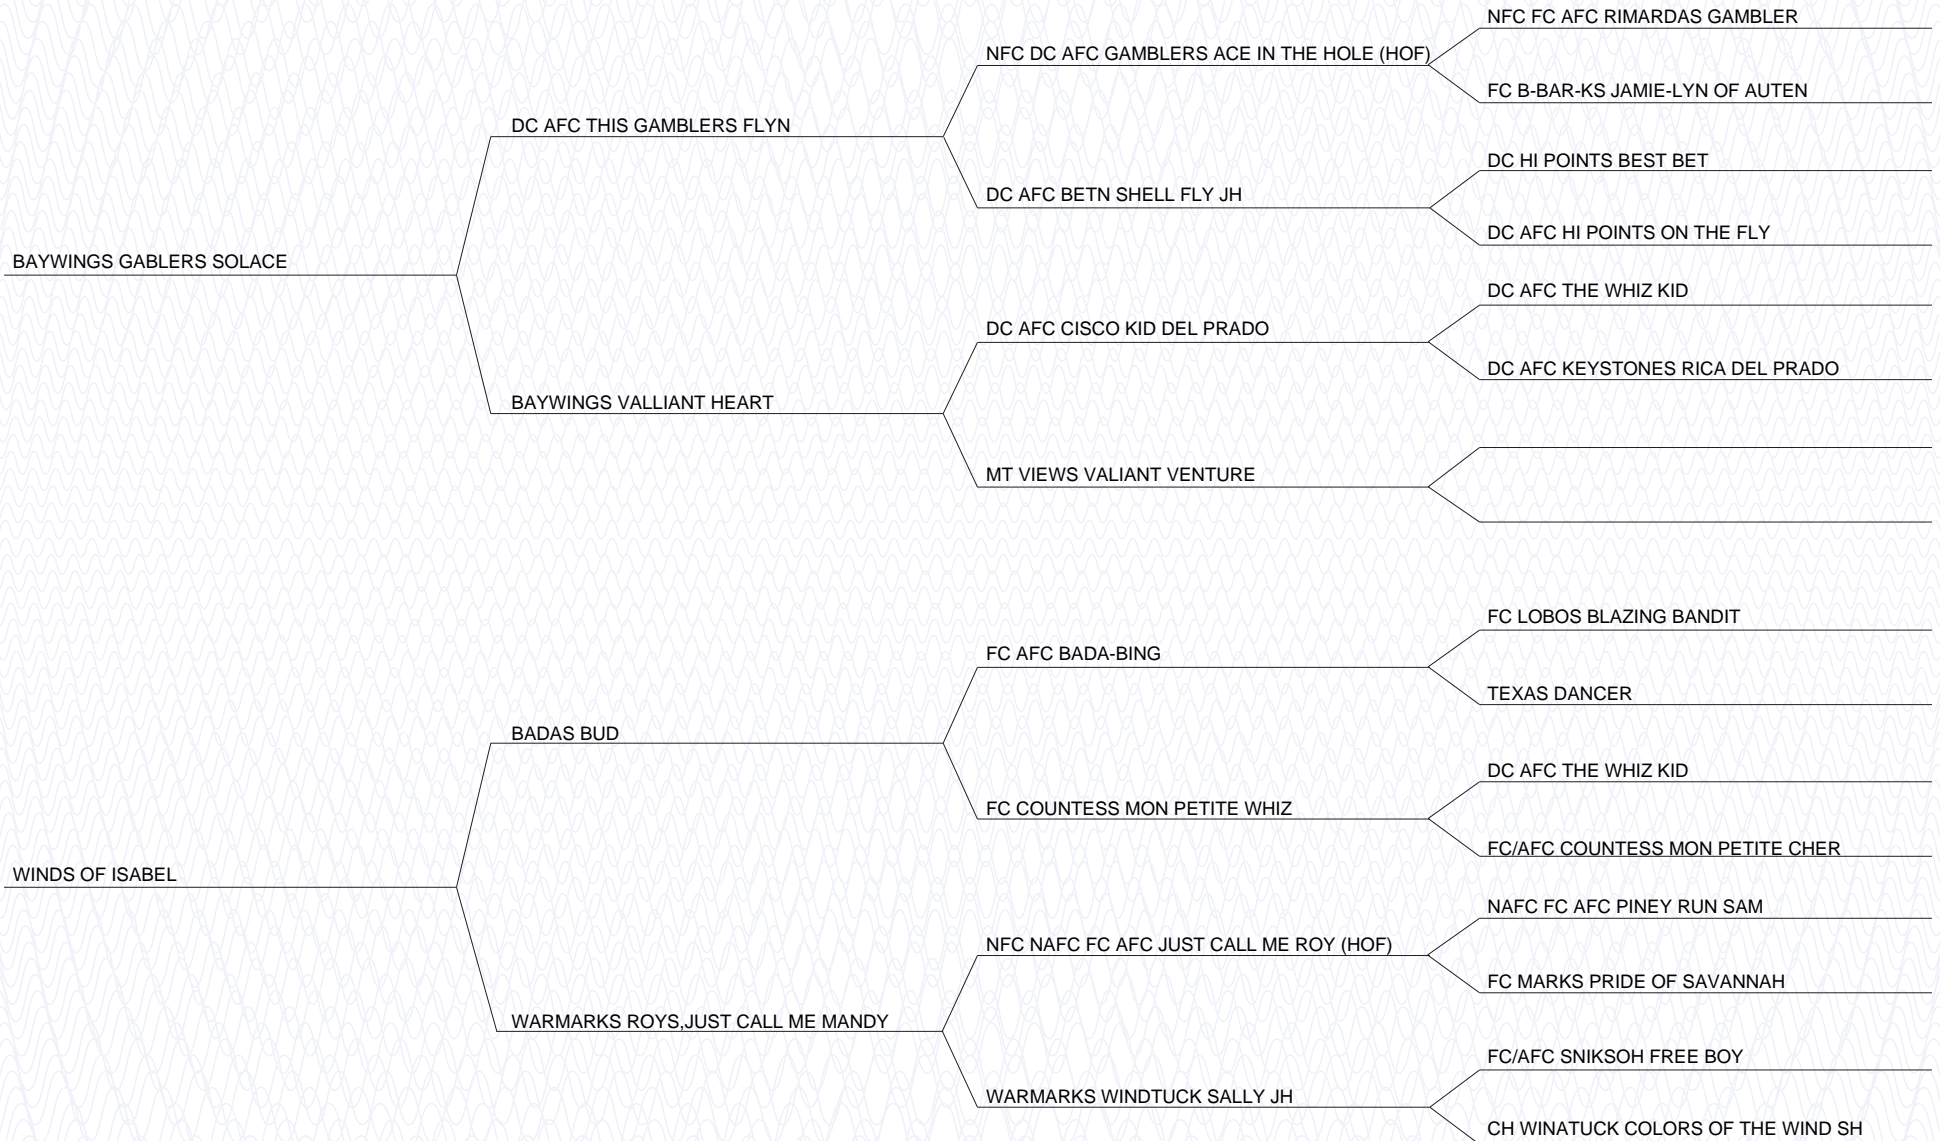 NFC FC AFC RIMARDAS GAMBLER
NFC DC AFC GAMBLERS ACE IN THE HOLE (HOF)
FC B-BAR-KS JAMIE-LYN OF AUTEN
DC AFC THIS GAMBLERS FLYN
DC HI POINTS BEST BET
DC AFC BETN SHELL FLY JH
DC AFC HI POINTS ON THE FLY
BAYWINGS GABLERS SOLACE
DC AFC THE WHIZ KID
DC AFC CISCO KID DEL PRADO
DC AFC KEYSTONES RICA DEL PRADO
BAYWINGS VALLIANT HEART
MT VIEWS VALIANT VENTURE
FC LOBOS BLAZING BANDIT
FC AFC BADA-BING
TEXAS DANCER
BADAS BUD
DC AFC THE WHIZ KID
FC COUNTESS MON PETITE WHIZ
FC/AFC COUNTESS MON PETITE CHER
WINDS OF ISABEL
NAFC FC AFC PINEY RUN SAM
NFC NAFC FC AFC JUST CALL ME ROY (HOF)
FC MARKS PRIDE OF SAVANNAH
WARMARKS ROYS,JUST CALL ME MANDY
FC/AFC SNIKSOH FREE BOY
WARMARKS WINDTUCK SALLY JH
CH WINATUCK COLORS OF THE WIND SH